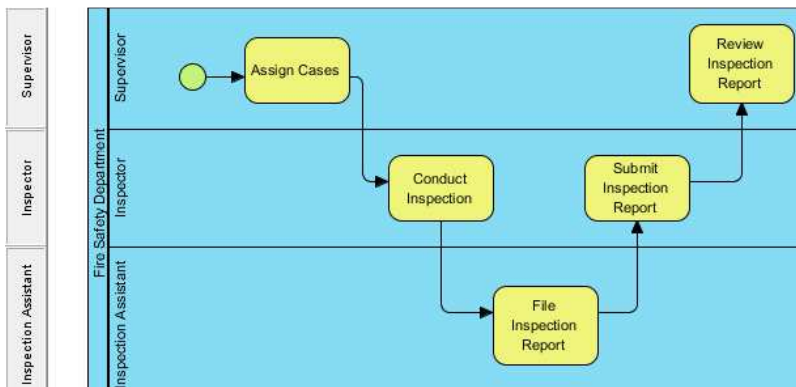 Supervisor
Inspector
Inspection Assistant
Fire Safety Department
Supervisor
Assign Cases
Review
Inspection
Report
Inspector
Conduct
Inspection
Submit
Inspection
Report
Inspection Assistant
File
Inspection
Report